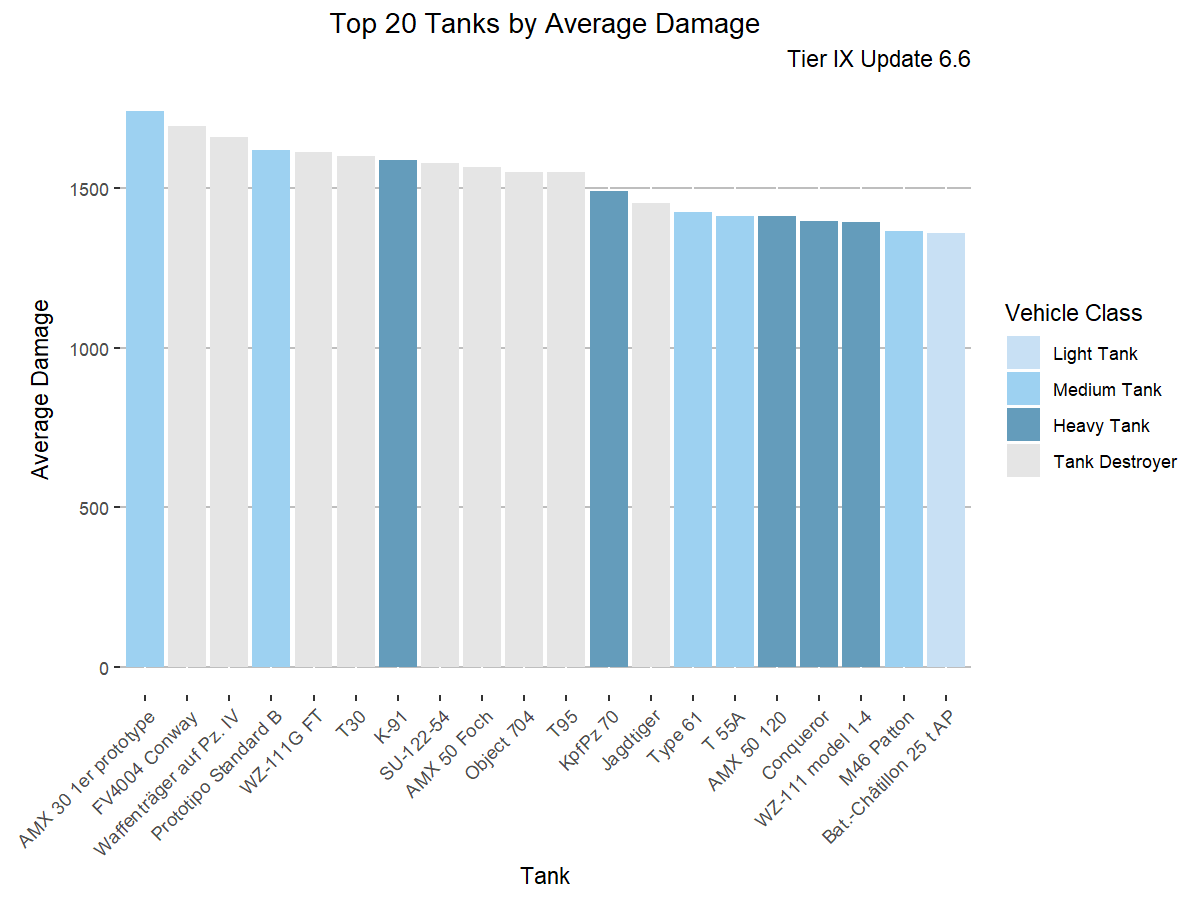 Top 20 Tanks by Average Damage
Tier IX Update 6.6
Average Damage
1500
1000
500
0
AMX 30 1er prototype
FV4004 Conway
Waffenträger auf Pz. IV
Prototipo Standard B
WZ-111G FT
T30
K-91
SU-122-54
AMX 50 Foch
Object 704
T95
KpfPz 70
Jagdtiger
Type 61
T 55A
AMX 50 120
Conqueror
WZ-111 model 1-4
M46 Patton
Bat.-Châtillon 25 t AP
Tank
Vehicle Class
Light Tank
Medium Tank
Heavy Tank
Tank Destroyer